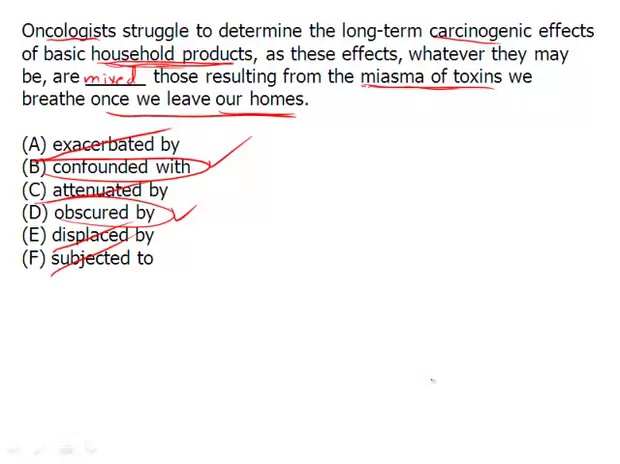 Oncologists struggle to determine the long-term carcinogenic effects
of basic household products, as these effects, whatever they may
be, are mixed those resulting from the miasma of toxins we
breathe once we leave our homes.
(A) exacerbated by
(B) confounded with
(C) attenuated by
(D) obscured by
(E) displaced by
(F) subjected to